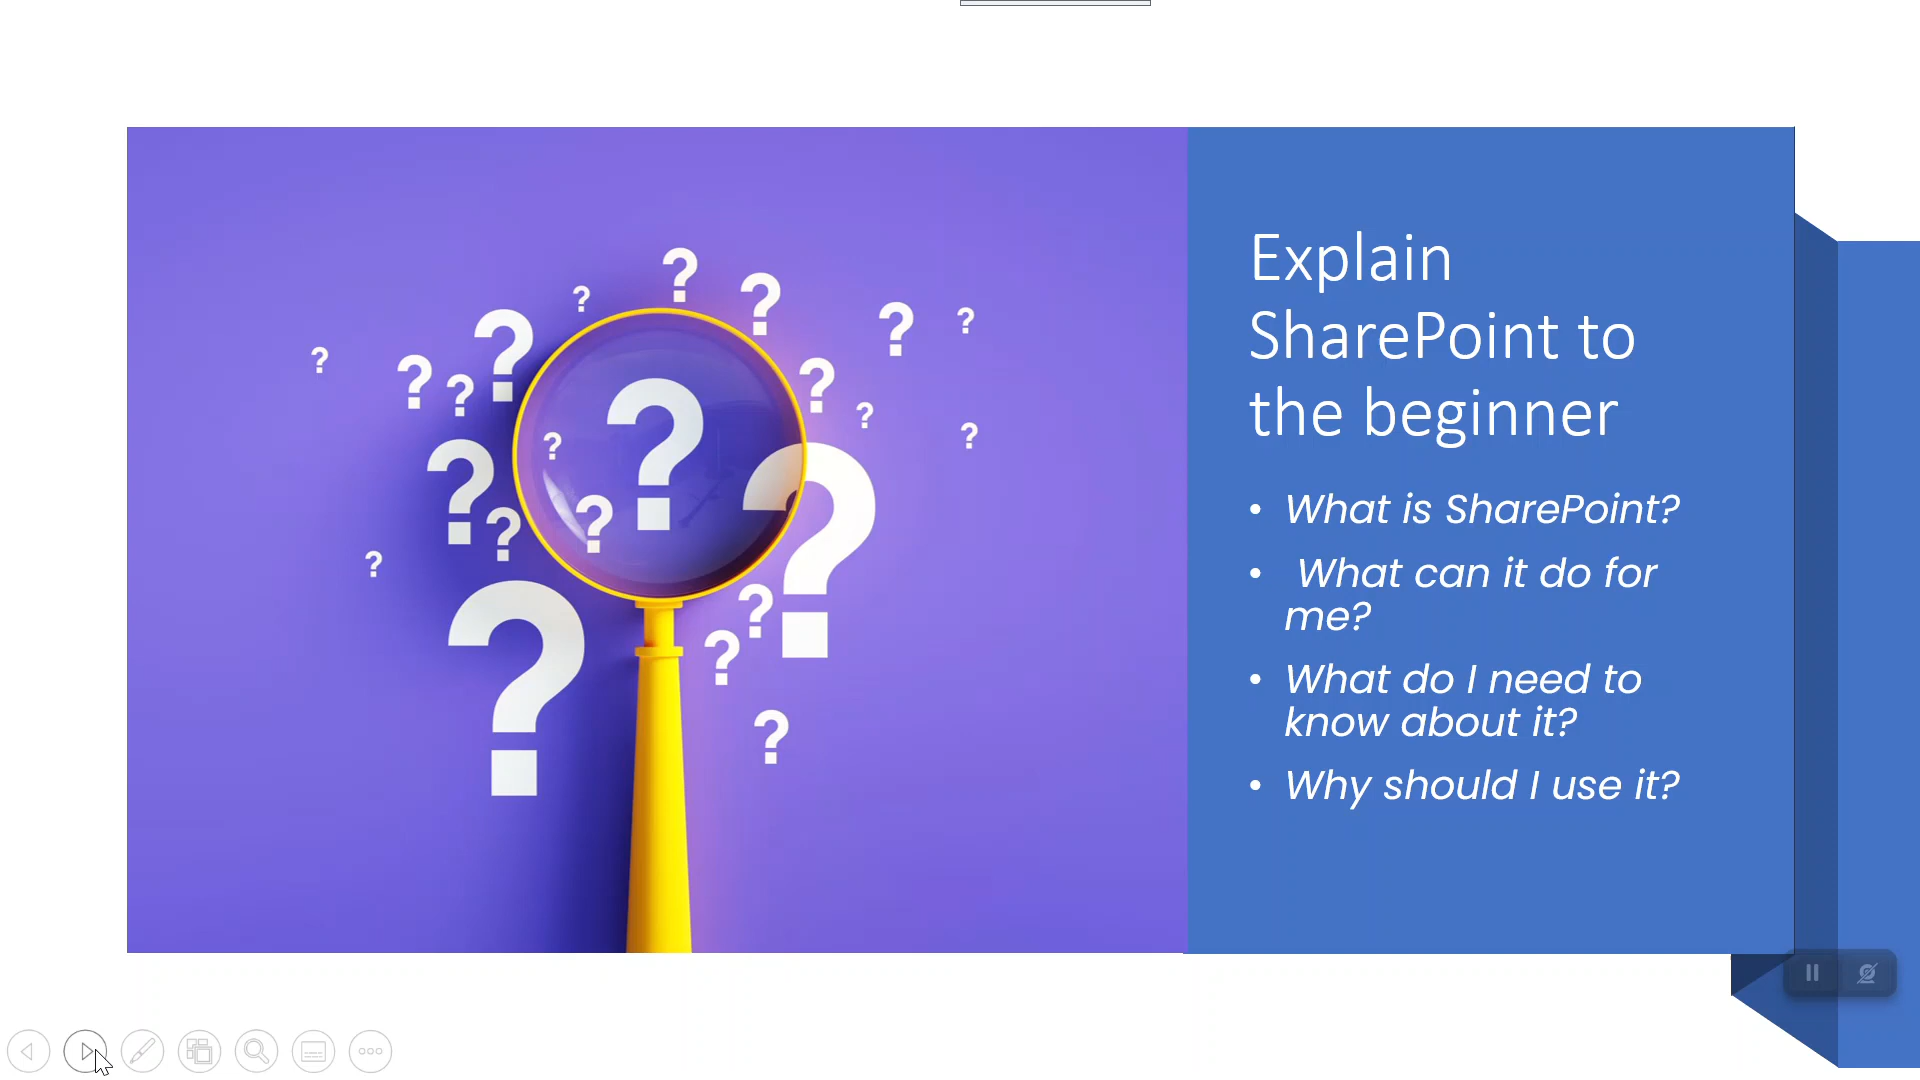 Explain
SharePoint to
the beginner
• What is SharePoint?
• What can it do for
me?
• What do I need to
know about it?
• Why should I use it?